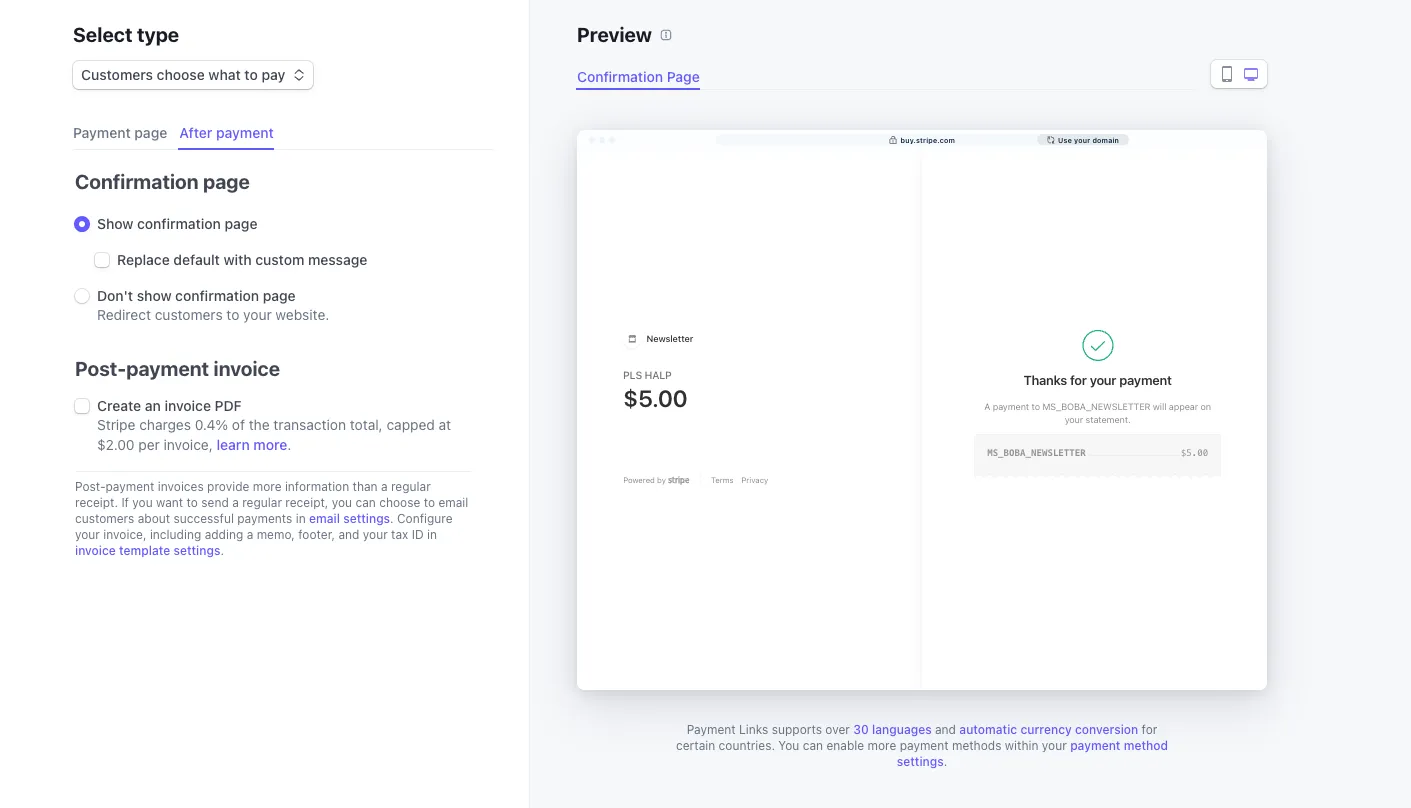 Select type
Customers choose what to pay
Payment page After payment
Confirmation page
Show confirmation page
Replace default with custom message
Don't show confirmation page
Redirect customers to your website.
Post-payment invoice
Create an invoice PDF
Stripe charges 0.4% of the transaction total, capped at
$2.00 per invoice, learn more.
Post-payment invoices provide more information than a regular
receipt. If you want to send a regular receipt, you can choose to email
customers about successful payments in email settings. Configure
your invoice, including adding a memo, footer, and your tax ID in
invoice template settings.
Preview
Confirmation Page
buy.stripe.com
Use your domain
Newsletter
PLS HALP
$5.00
Powered by stripe
Terms Privacy
Thanks for your payment
A payment to MS_BOBA_NEWSLETTER will appear on
your statement.
MS_BOBA_NEWSLETTER $5.00
Payment Links supports over 30 languages and automatic currency conversion for
certain countries. You can enable more payment methods within your payment method
settings.